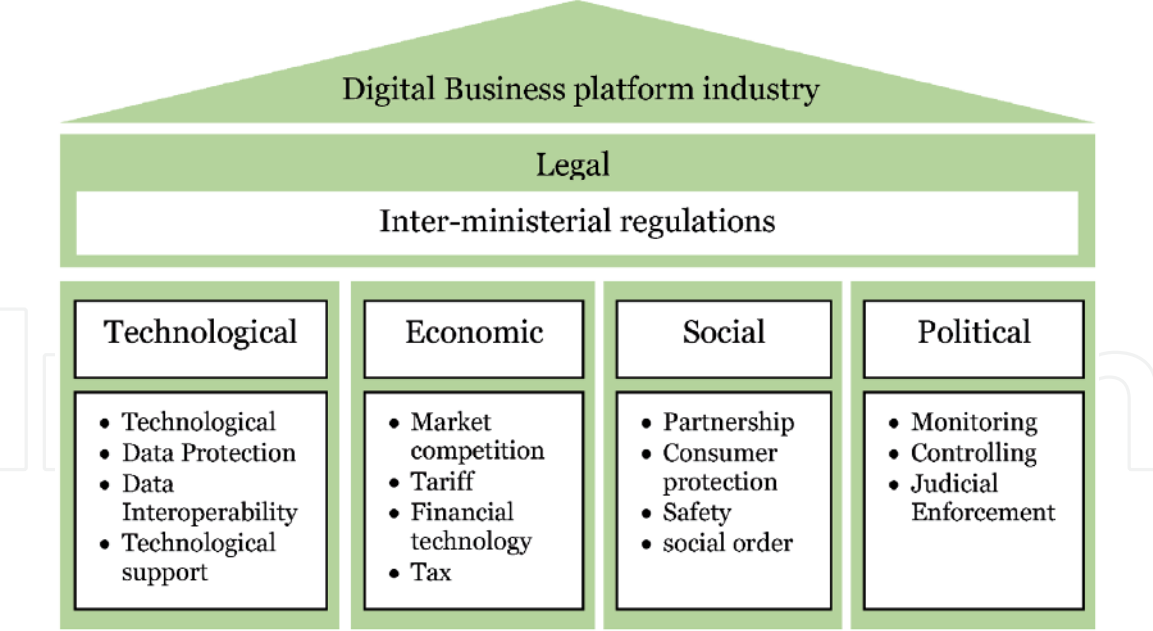 Digital Business platform industry
Legal
Inter-ministerial regulations
Technological
• Technological
• Data Protection
• Data
Interoperability
• Technological
support
Economic
• Market
competition
• Tariff
• Financial
technology
• Tax
Social
• Partnership
• Consumer
protection
• Safety
• social order
Political
• Monitoring
• Controlling
• Judicial
Enforcement